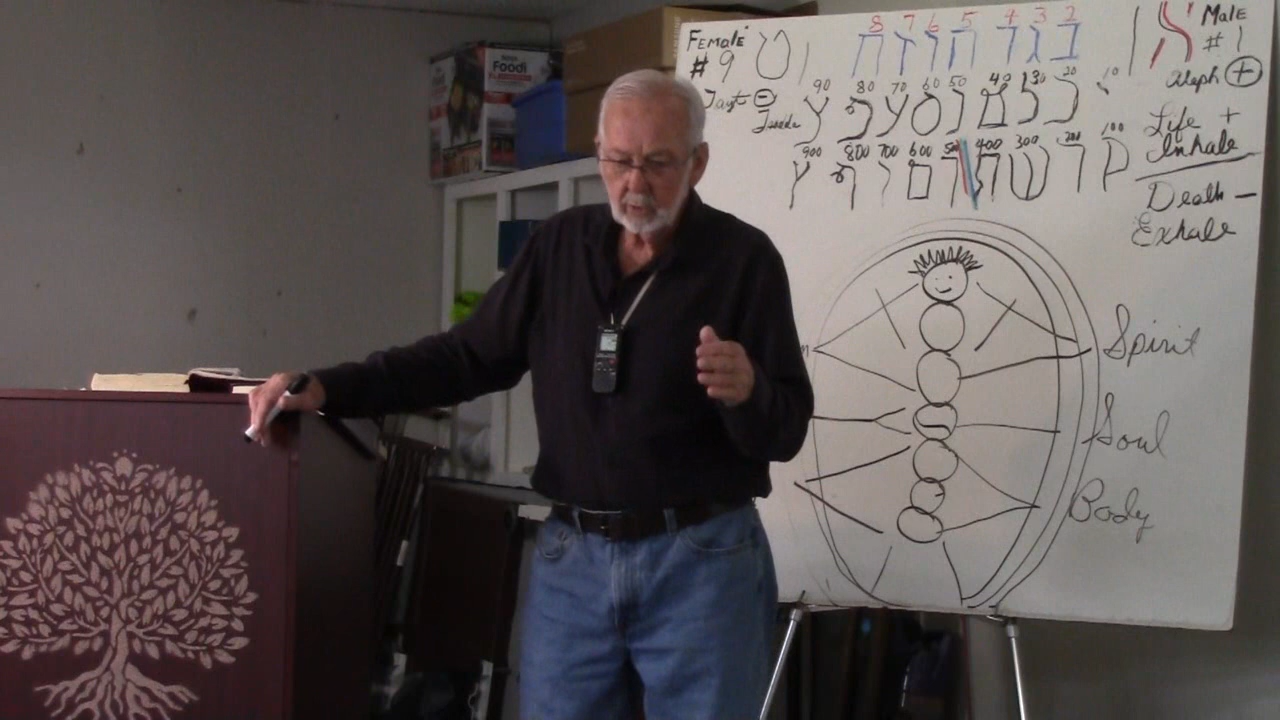 Foodi
Female
# 9
ט ו
8 7 6 5 4 3 2
ח ז ו ה ד ג ב
א
Male
# 1
Aleph +
Tayt −
Tsada
90 80 70 60 50 40 30 20 10
צ פ ע ס נ מ ל כ י
900 800 700 600 500 400 300 200 100
ץ ף ן ם ך ת ש ר ק
Life +
Inhale
Death −
Exhale
Spirit
Soul
Body